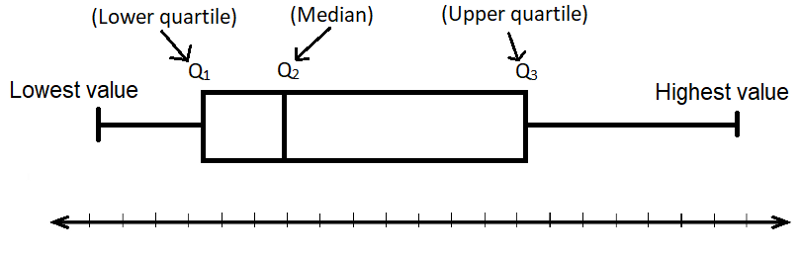 (Lower quartile)
(Median)
(Upper quartile)
Q1
Q2
Q3
Lowest value
Highest value